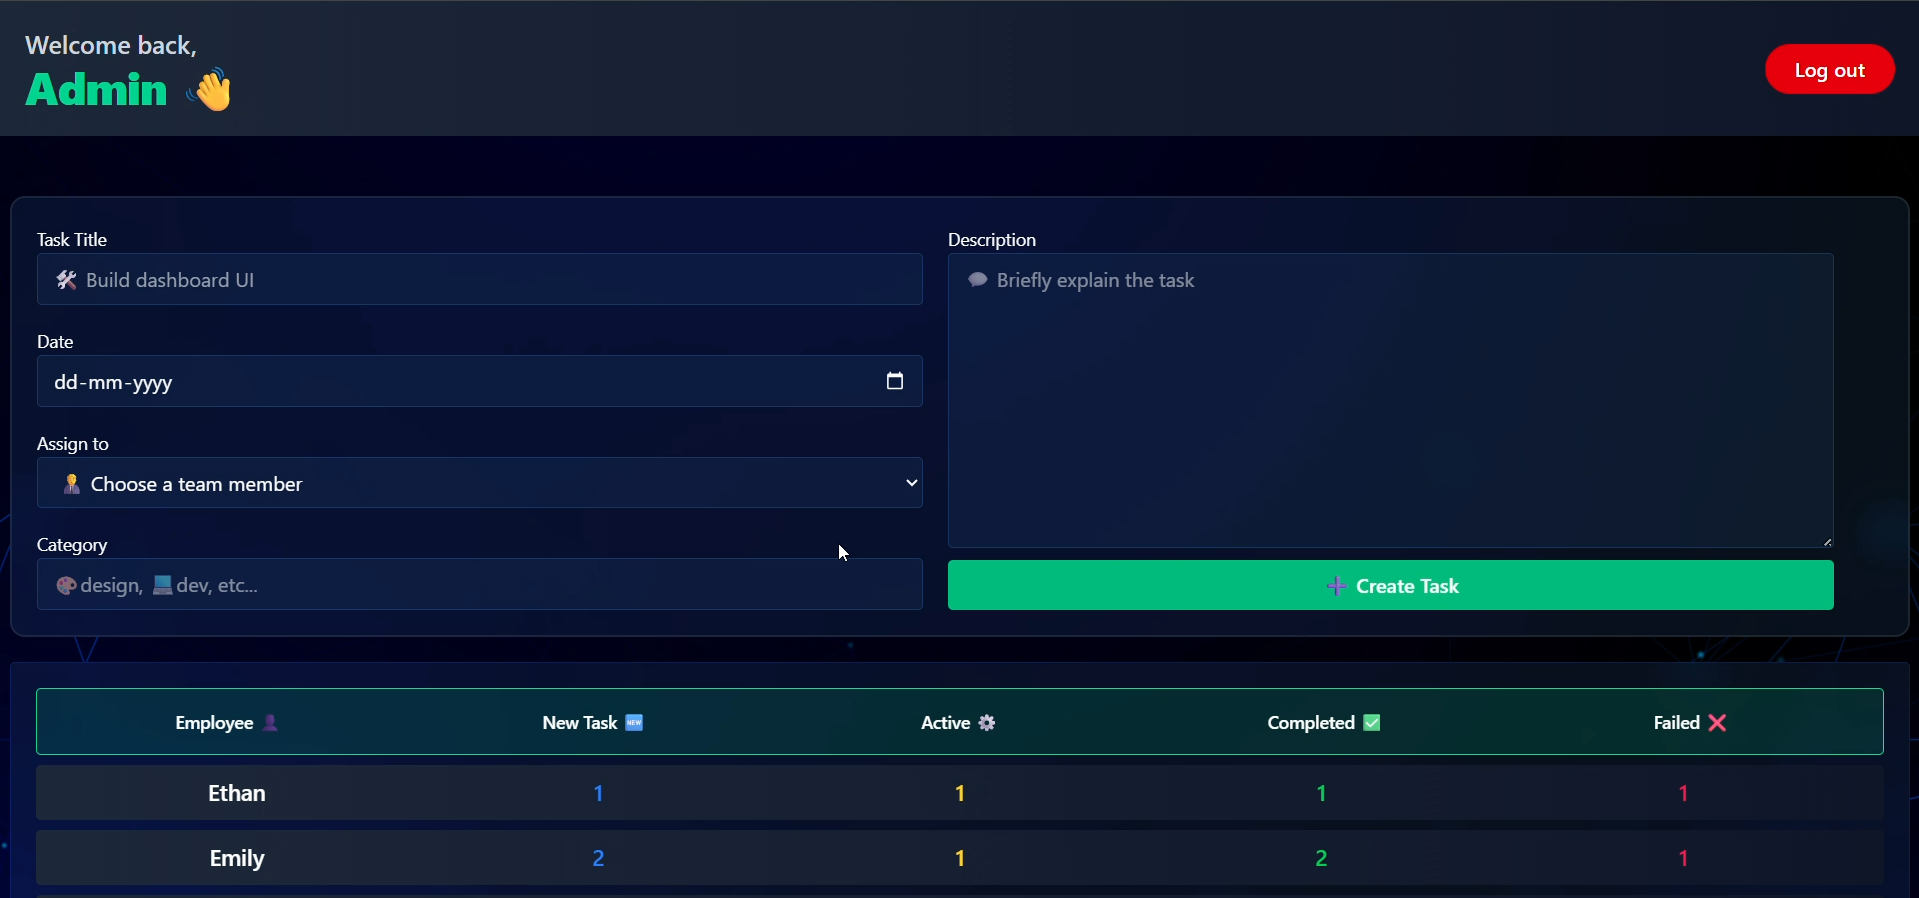 Welcome back,
Admin 👋
Log out
Task Title
🛠️ Build dashboard UI
Date
dd-mm-yyyy
Assign to
Choose a team member
Category
🎨design, 💻dev, etc...
Description
💬 Briefly explain the task
➕ Create Task
Employee 👤 New Task 🆕 Active ⚙️ Completed ✅ Failed ❌
Ethan 1 1 1 1
Emily 2 1 2 1